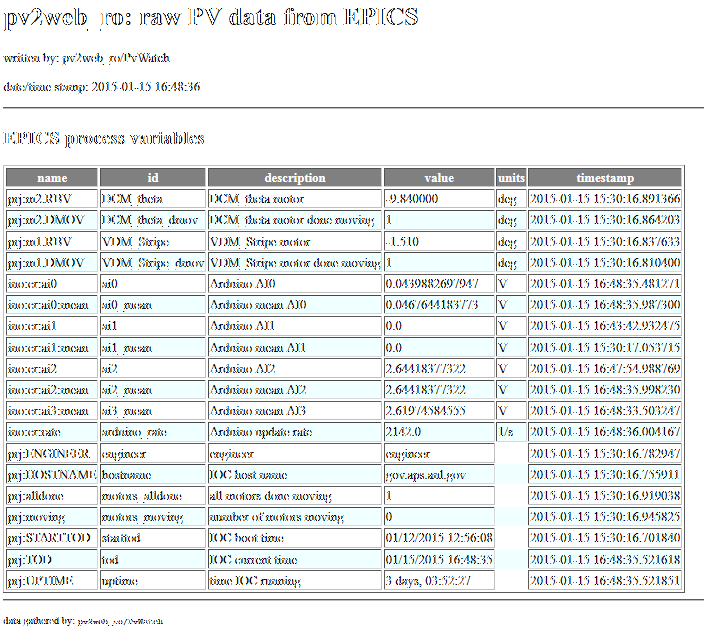 pv2web_ro: raw PV data from EPICS
written by: pv2web_ro/PvWatch
date/time stamp: 2015-01-15 16:48:36
EPICS process variables
name id description value units timestamp
prj:m2.RBV DCM_theta DCM_theta motor -9.840000 deg 2015-01-15 15:30:16.891366
prj:m2.DMOV DCM_theta_dmov DCM_theta motor done moving 1 deg 2015-01-15 15:30:16.864203
prj:m1.RBV VDM_Stripe VDM_Stripe motor -1.510 deg 2015-01-15 15:30:16.837633
prj:m1.DMOV VDM_Stripe_dmov VDM_Stripe motor done moving 1 deg 2015-01-15 15:30:16.810400
ino:cr:ai0 ai0 Arduino AI0 0.0439882697947 V 2015-01-15 16:48:35.481271
ino:cr:ai0:mean ai0_mean Arduino mean AI0 0.0467644183773 V 2015-01-15 16:48:35.987300
ino:cr:ai1 ai1 Arduino AI1 0.0 V 2015-01-15 16:43:42.932475
ino:cr:ai1:mean ai1_mean Arduino mean AI1 0.0 V 2015-01-15 15:30:17.053715
ino:cr:ai2 ai2 Arduino AI2 2.64418377322 V 2015-01-15 16:47:54.988769
ino:cr:ai2:mean ai2_mean Arduino mean AI2 2.64418377322 V 2015-01-15 16:48:35.998230
ino:cr:ai3:mean ai3_mean Arduino mean AI3 2.61974584555 V 2015-01-15 16:48:33.503247
ino:cr:rate arduino_rate Arduino update rate 2142.0 1/s 2015-01-15 16:48:36.004167
prj:ENGINEER engineer engineer engineer 2015-01-15 15:30:16.782947
prj:HOSTNAME hostname IOC host name gov.aps.anl.gov 2015-01-15 15:30:16.755911
prj:alldone motors_alldone all motors done moving 1 2015-01-15 15:30:16.919038
prj:moving motors_moving number of motors moving 0 2015-01-15 15:30:16.945825
prj:STARTTOD starttod IOC boot time 01/12/2015 12:56:08 2015-01-15 15:30:16.701840
prj:TOD tod IOC current time 01/15/2015 16:48:35 2015-01-15 16:48:35.521618
prj:UPTIME uptime time IOC running 3 days, 03:52:27 2015-01-15 16:48:35.521851
data gathered by: pv2web_ro/PvWatch